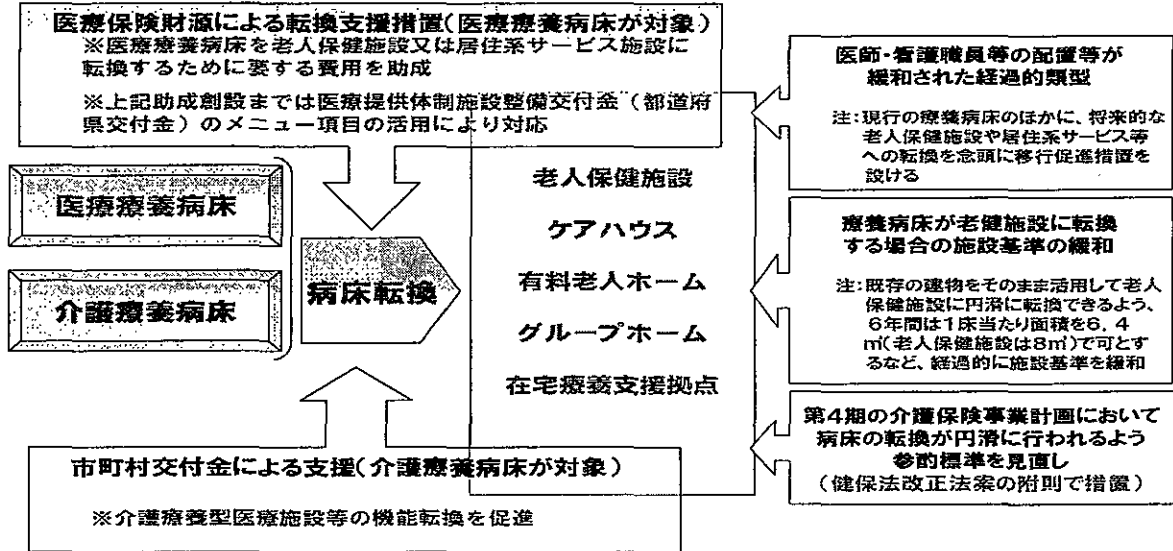 医療保険財源による転換支援措置(医療療養病床が対象)
※医療療養病床を老人保健施設又は居住系サービス施設に
転換するために要する費用を助成
※上記助成創設までは医療提供体制施設整備交付金(都道府
県交付金)のメニュー項目の活用により対応
医療療養病床
介護療養病床
病床転換
老人保健施設
ケアハウス
有料老人ホーム
グループホーム
在宅療養支援拠点
市町村交付金による支援(介護療養病床が対象)
※介護療養型医療施設等の機能転換を促進
医師・看護職員等の配置等が
緩和された経過的類型
注:現行の療養病床のほかに、将来的な
老人保健施設や居住系サービス等
への転換を念頭に移行促進措置を
設ける
療養病床が老健施設に転換
する場合の施設基準の緩和
注:既存の建物をそのまま活用して老人
保健施設に円滑に転換できるよう、
6年間は1床当たり面積を6.4
㎡(老人保健施設は8㎡)で可とす
るなど、経過的に施設基準を緩和
第4期の介護保険事業計画において
病床の転換が円滑に行われるよう
参酌標準を見直し
(健保法改正法案の附則で措置)